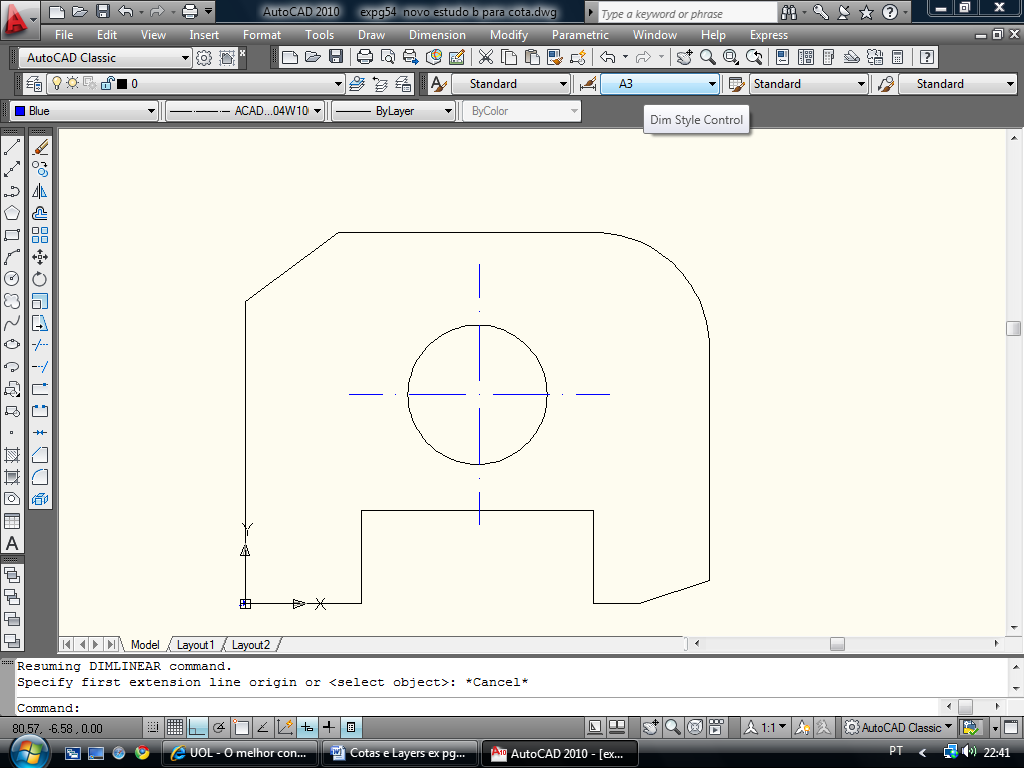 AutoCAD 2010 expg54 novo estudo b para cota.dwg Type a keyword or phrase
File Edit View Insert Format Tools Draw Dimension Modify Parametric Window Help Express
AutoCAD Classic
0 Standard A3 Standard Standard
Blue ACAD...04W10 ByLayer ByColor
Dim Style Control
Y
X
A
Model Layout1 Layout2
Resuming DIMLINEAR command.
Specify first extension line origin or <select object>: *Cancel*
Command:
80.57, -6.58 , 0.00 1:1 AutoCAD Classic
UOL - O melhor con... Cotas e Layers ex pg... AutoCAD 2010 - [ex... PT 22:41